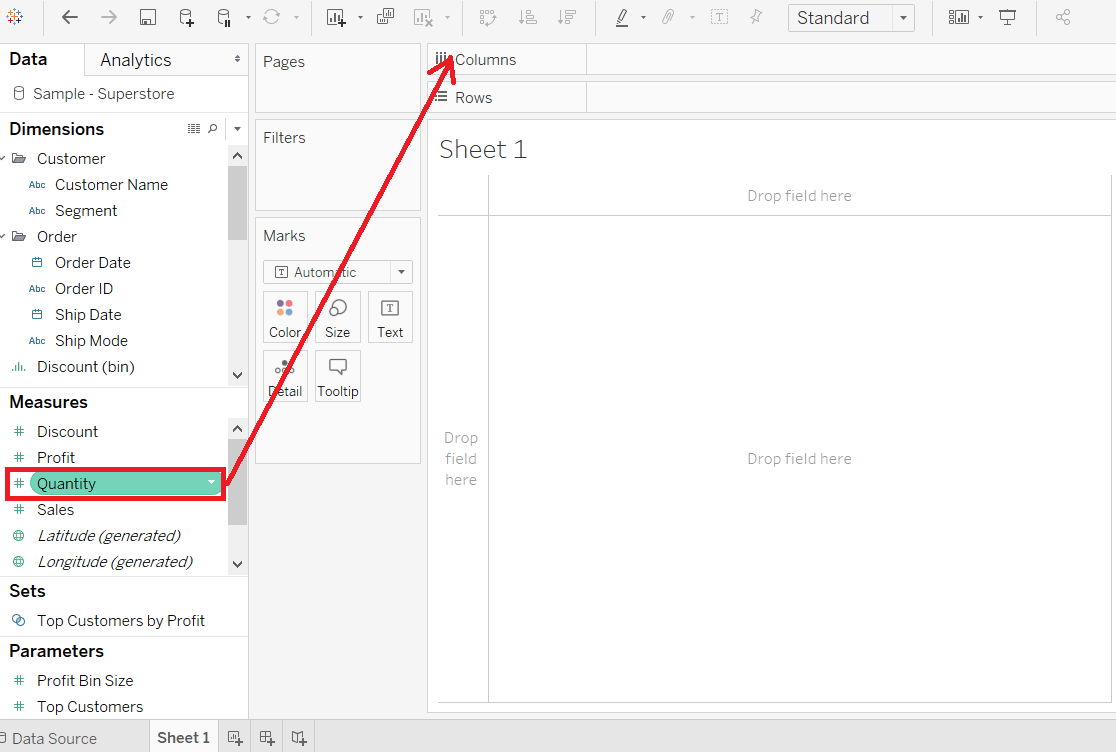 Standard
Data
Analytics
Pages
Columns
Sample - Superstore
Rows
Dimensions
Filters
Sheet 1
Customer
Abc Customer Name
Abc Segment
Drop field here
Order
Marks
Order Date
Automatic
Abc Order ID
Ship Date
Color
Size
Text
Abc Ship Mode
Discount (bin)
Detail
Tooltip
Measures
Discount
Profit
Quantity
Sales
Latitude (generated)
Longitude (generated)
Drop
field
here
Drop field here
Sets
Top Customers by Profit
Parameters
Profit Bin Size
Top Customers
Data Source
Sheet 1